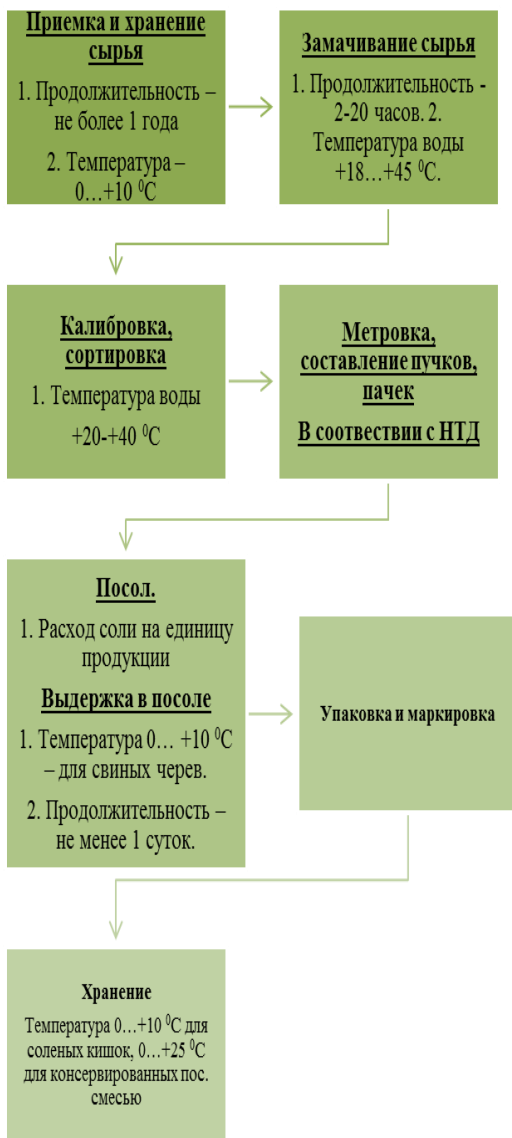 Приемка и хранение
сырья
1. Продолжительность –
не более 1 года
2. Температура –
0…+10 ⁰С
Замачивание сырья
1. Продолжительность -
2-20 часов. 2.
Температура воды
+18…+45 ⁰С.
Калибровка,
сортировка
1. Температура воды
+20-+40 ⁰С
Метровка,
составление пучков,
пачек
В соотвествии с НТД
Посол.
1. Расход соли на единицу
продукции
Выдержка в посоле
1. Температура 0… +10 ⁰С
– для свиных черев.
2. Продолжительность –
не менее 1 суток.
Упаковка и маркировка
Хранение
Температура 0…+10 ⁰С для
соленых кишок, 0…+25 ⁰С
для консервированных пос.
смесью